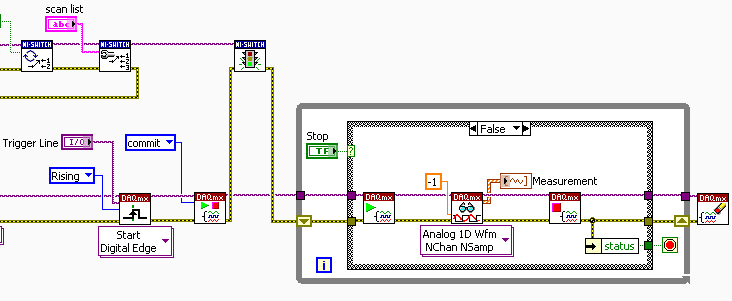 scan list
abc
NI-SWITCH
NI-SWITCH
NI-SWITCH
Stop
TF
False
?
Trigger Line
I/O
commit
Rising
-1
Measurement
DAQmx
DAQmx
DAQmx
DAQmx
DAQmx
DAQmx
Start
Digital Edge
Analog 1D Wfm
NChan NSamp
status
i